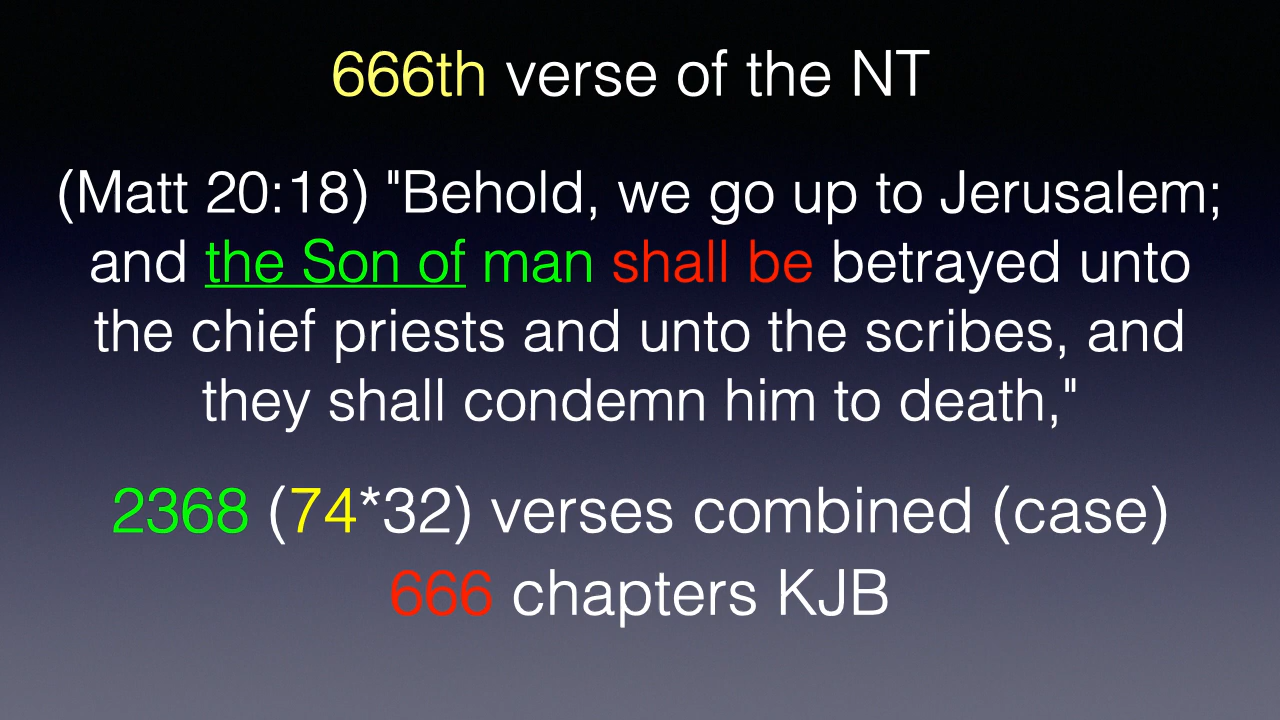 666th verse of the NT
(Matt 20:18) "Behold, we go up to Jerusalem;
and the Son of man shall be betrayed unto
the chief priests and unto the scribes, and
they shall condemn him to death,"
2368 (74*32) verses combined (case)
666 chapters KJB